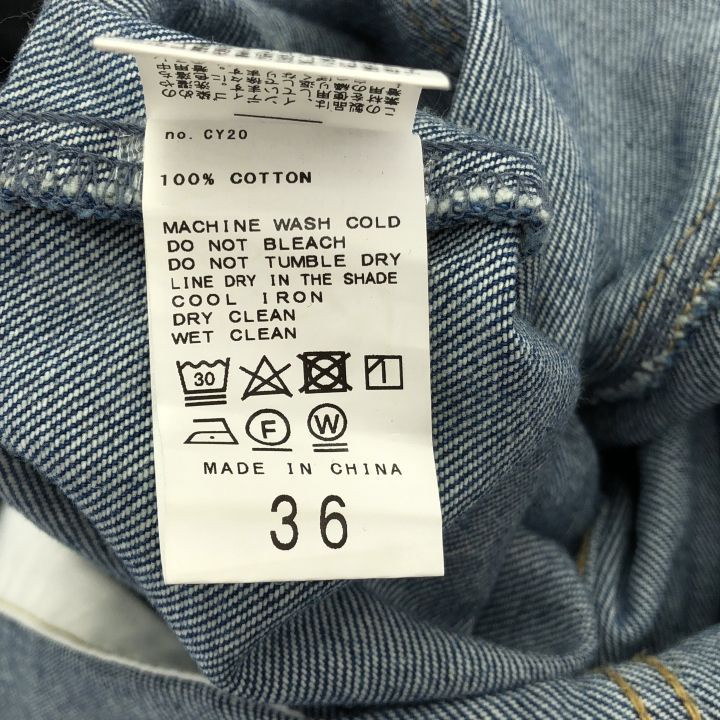 no. CY20
100% COTTON
MACHINE WASH COLD
DO NOT BLEACH
DO NOT TUMBLE DRY
LINE DRY IN THE SHADE
COOL IRON
DRY CLEAN
WET CLEAN
30
F W
MADE IN CHINA
36